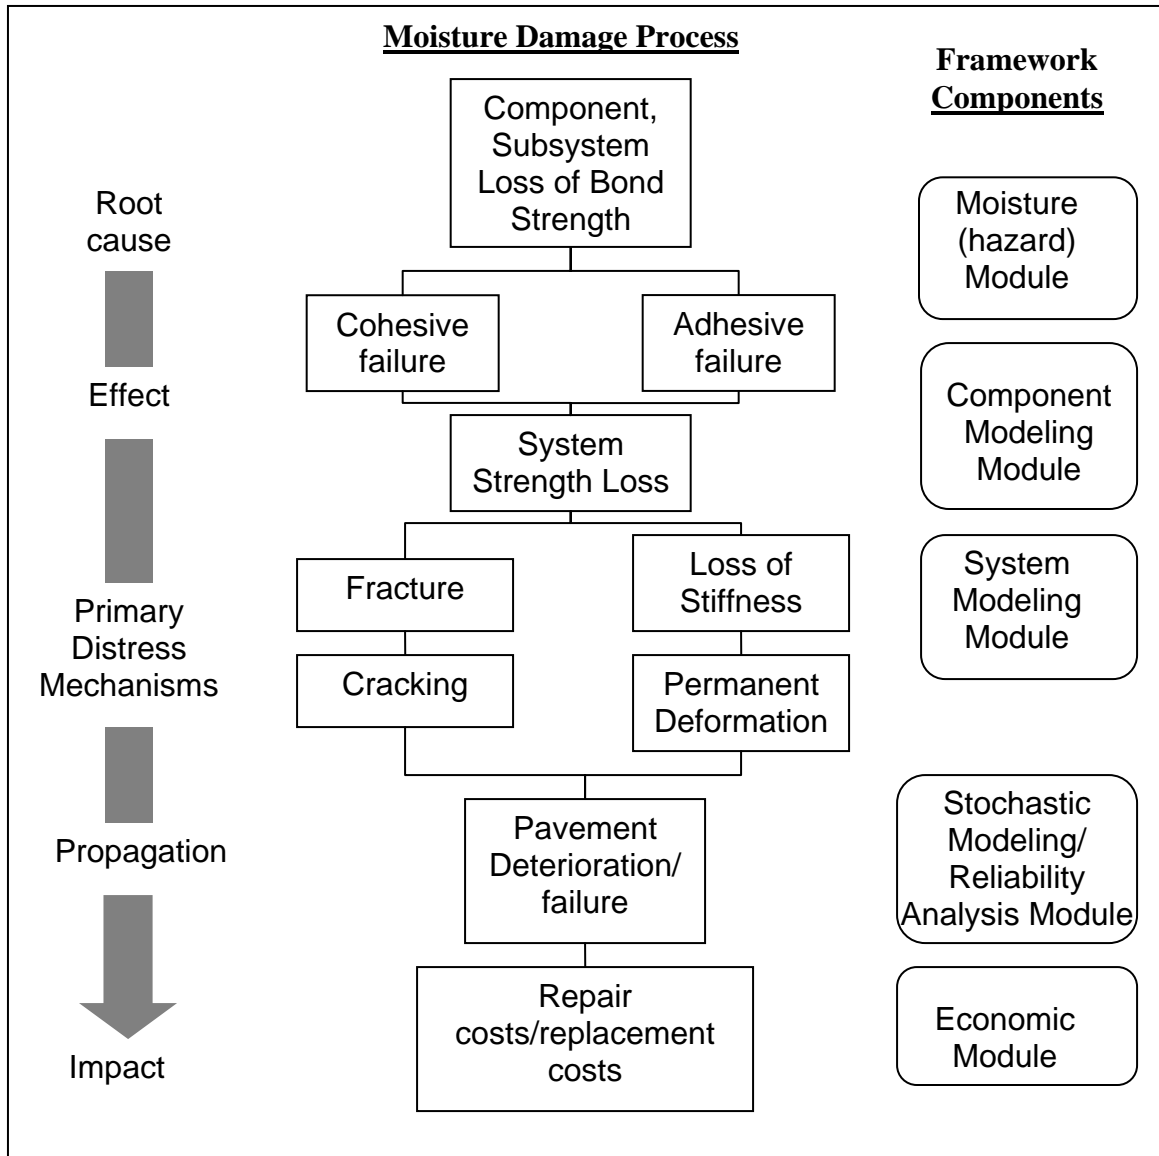 Moisture Damage Process
Framework
Components
Root
cause
Effect
Primary
Distress
Mechanisms
Propagation
Impact
Component,
Subsystem
Loss of Bond
Strength
Cohesive
failure
Adhesive
failure
System
Strength Loss
Fracture
Loss of
Stiffness
Cracking
Permanent
Deformation
Pavement
Deterioration/
failure
Repair
costs/replacement
costs
Moisture
(hazard)
Module
Component
Modeling
Module
System
Modeling
Module
Stochastic
Modeling/
Reliability
Analysis Module
Economic
Module